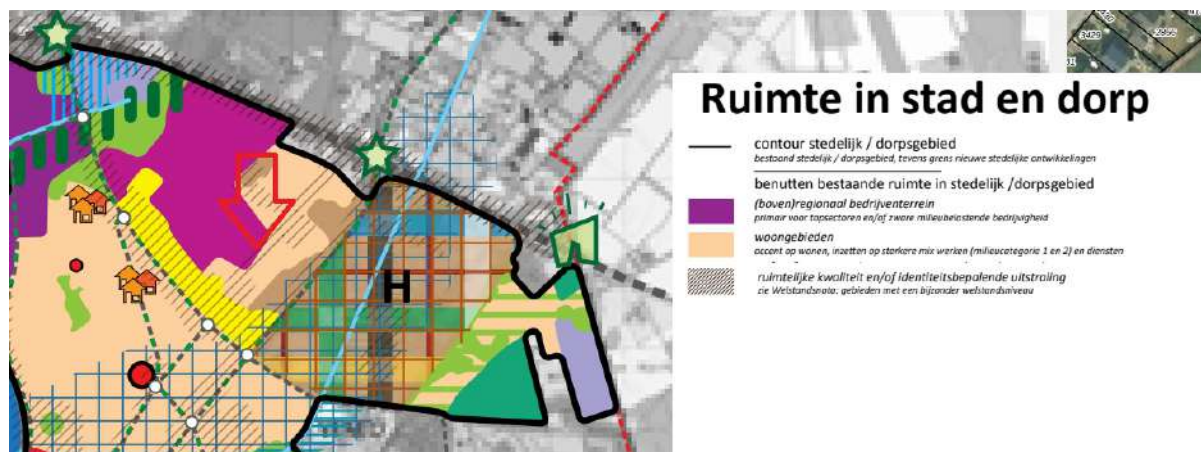 3429
Ruimte in stad en dorp
contour stedelijk / dorpsgebied
bestaand stedelijk / dorpsgebied, tevens grens nieuwe stedelijke ontwikkelingen
benutten bestaande ruimte in stedelijk /dorpsgebied
(boven)regionaal bedrijventerrein
primair voor topsectoren en/of zware milieubelastende bedrijvigheid
woongebieden
accent op wonen, inzetten op sterkere mix werken (milieucategorie 1 en 2) en diensten
ruimtelijke kwaliteit en/of identiteitsbepalende uitstraling
zie Welstandsnota: gebieden met een bijzonder welstandsniveau
H